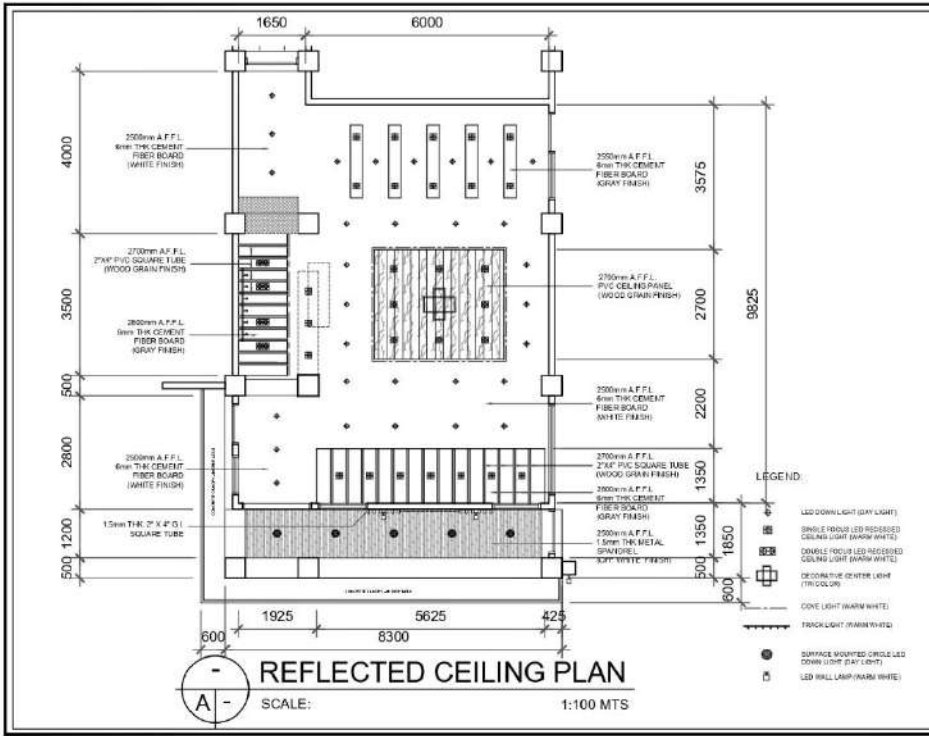 1650
6000
4000
3500
500
2800
1200
500
2500mm A.F.F.L.
6mm THK CEMENT
FIBER BOARD
(WHITE FINISH)
2700mm A.F.F.L.
2"X4" PVC SQUARE TUBE
(WOOD GRAIN FINISH)
2800mm A.F.F.L.
6mm THK CEMENT
FIBER BOARD
(GRAY FINISH)
2500mm A.F.F.L.
6mm THK CEMENT
FIBER BOARD
(WHITE FINISH)
1.5mm THK. 2" X 4" G.I.
SQUARE TUBE
2550mm A.F.F.L.
6mm THK CEMENT
FIBER BOARD
(GRAY FINISH)
2700mm A.F.F.L.
PVC CEILING PANEL
(WOOD GRAIN FINISH)
2500mm A.F.F.L.
6mm THK CEMENT
FIBER BOARD
(WHITE FINISH)
2700mm A.F.F.L.
2"X4" PVC SQUARE TUBE
(WOOD GRAIN FINISH)
2800mm A.F.F.L.
6mm THK CEMENT
FIBER BOARD
(GRAY FINISH)
2500mm A.F.F.L.
1.5mm THK METAL
SPANDREL
(OFF WHITE FINISH)
3575
2700
2200
1350
1350
500
9825
1850
600
1925
5625
425
600
8300
LEGEND:
LED DOWN LIGHT (DAY LIGHT)
SINGLE FOCUS LED RECESSED
CEILING LIGHT (WARM WHITE)
DOUBLE FOCUS LED RECESSED
CEILING LIGHT (WARM WHITE)
DECORATIVE CENTER LIGHT
(TRICOLOR)
COVE LIGHT (WARM WHITE)
TRACK LIGHT (WARM WHITE)
SURFACE MOUNTED CIRCLE LED
DOWN LIGHT (DAY LIGHT)
LED WALL LAMP (WARM WHITE)
-
A -
REFLECTED CEILING PLAN
SCALE: 1:100 MTS